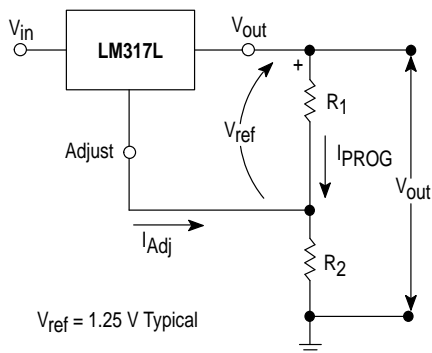 Vin
LM317L
Vout
+
R1
Vref
Adjust
IPROG
Vout
IAdj
R2
Vref = 1.25 V Typical